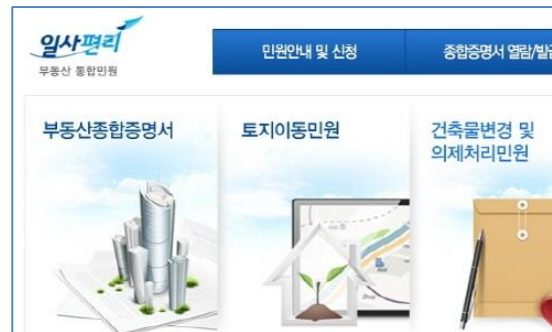 일사편리
부동산 통합민원
민원안내 및 신청
종합증명서 열람/발급
부동산종합증명서
토지이동민원
건축물변경 및
의제처리민원